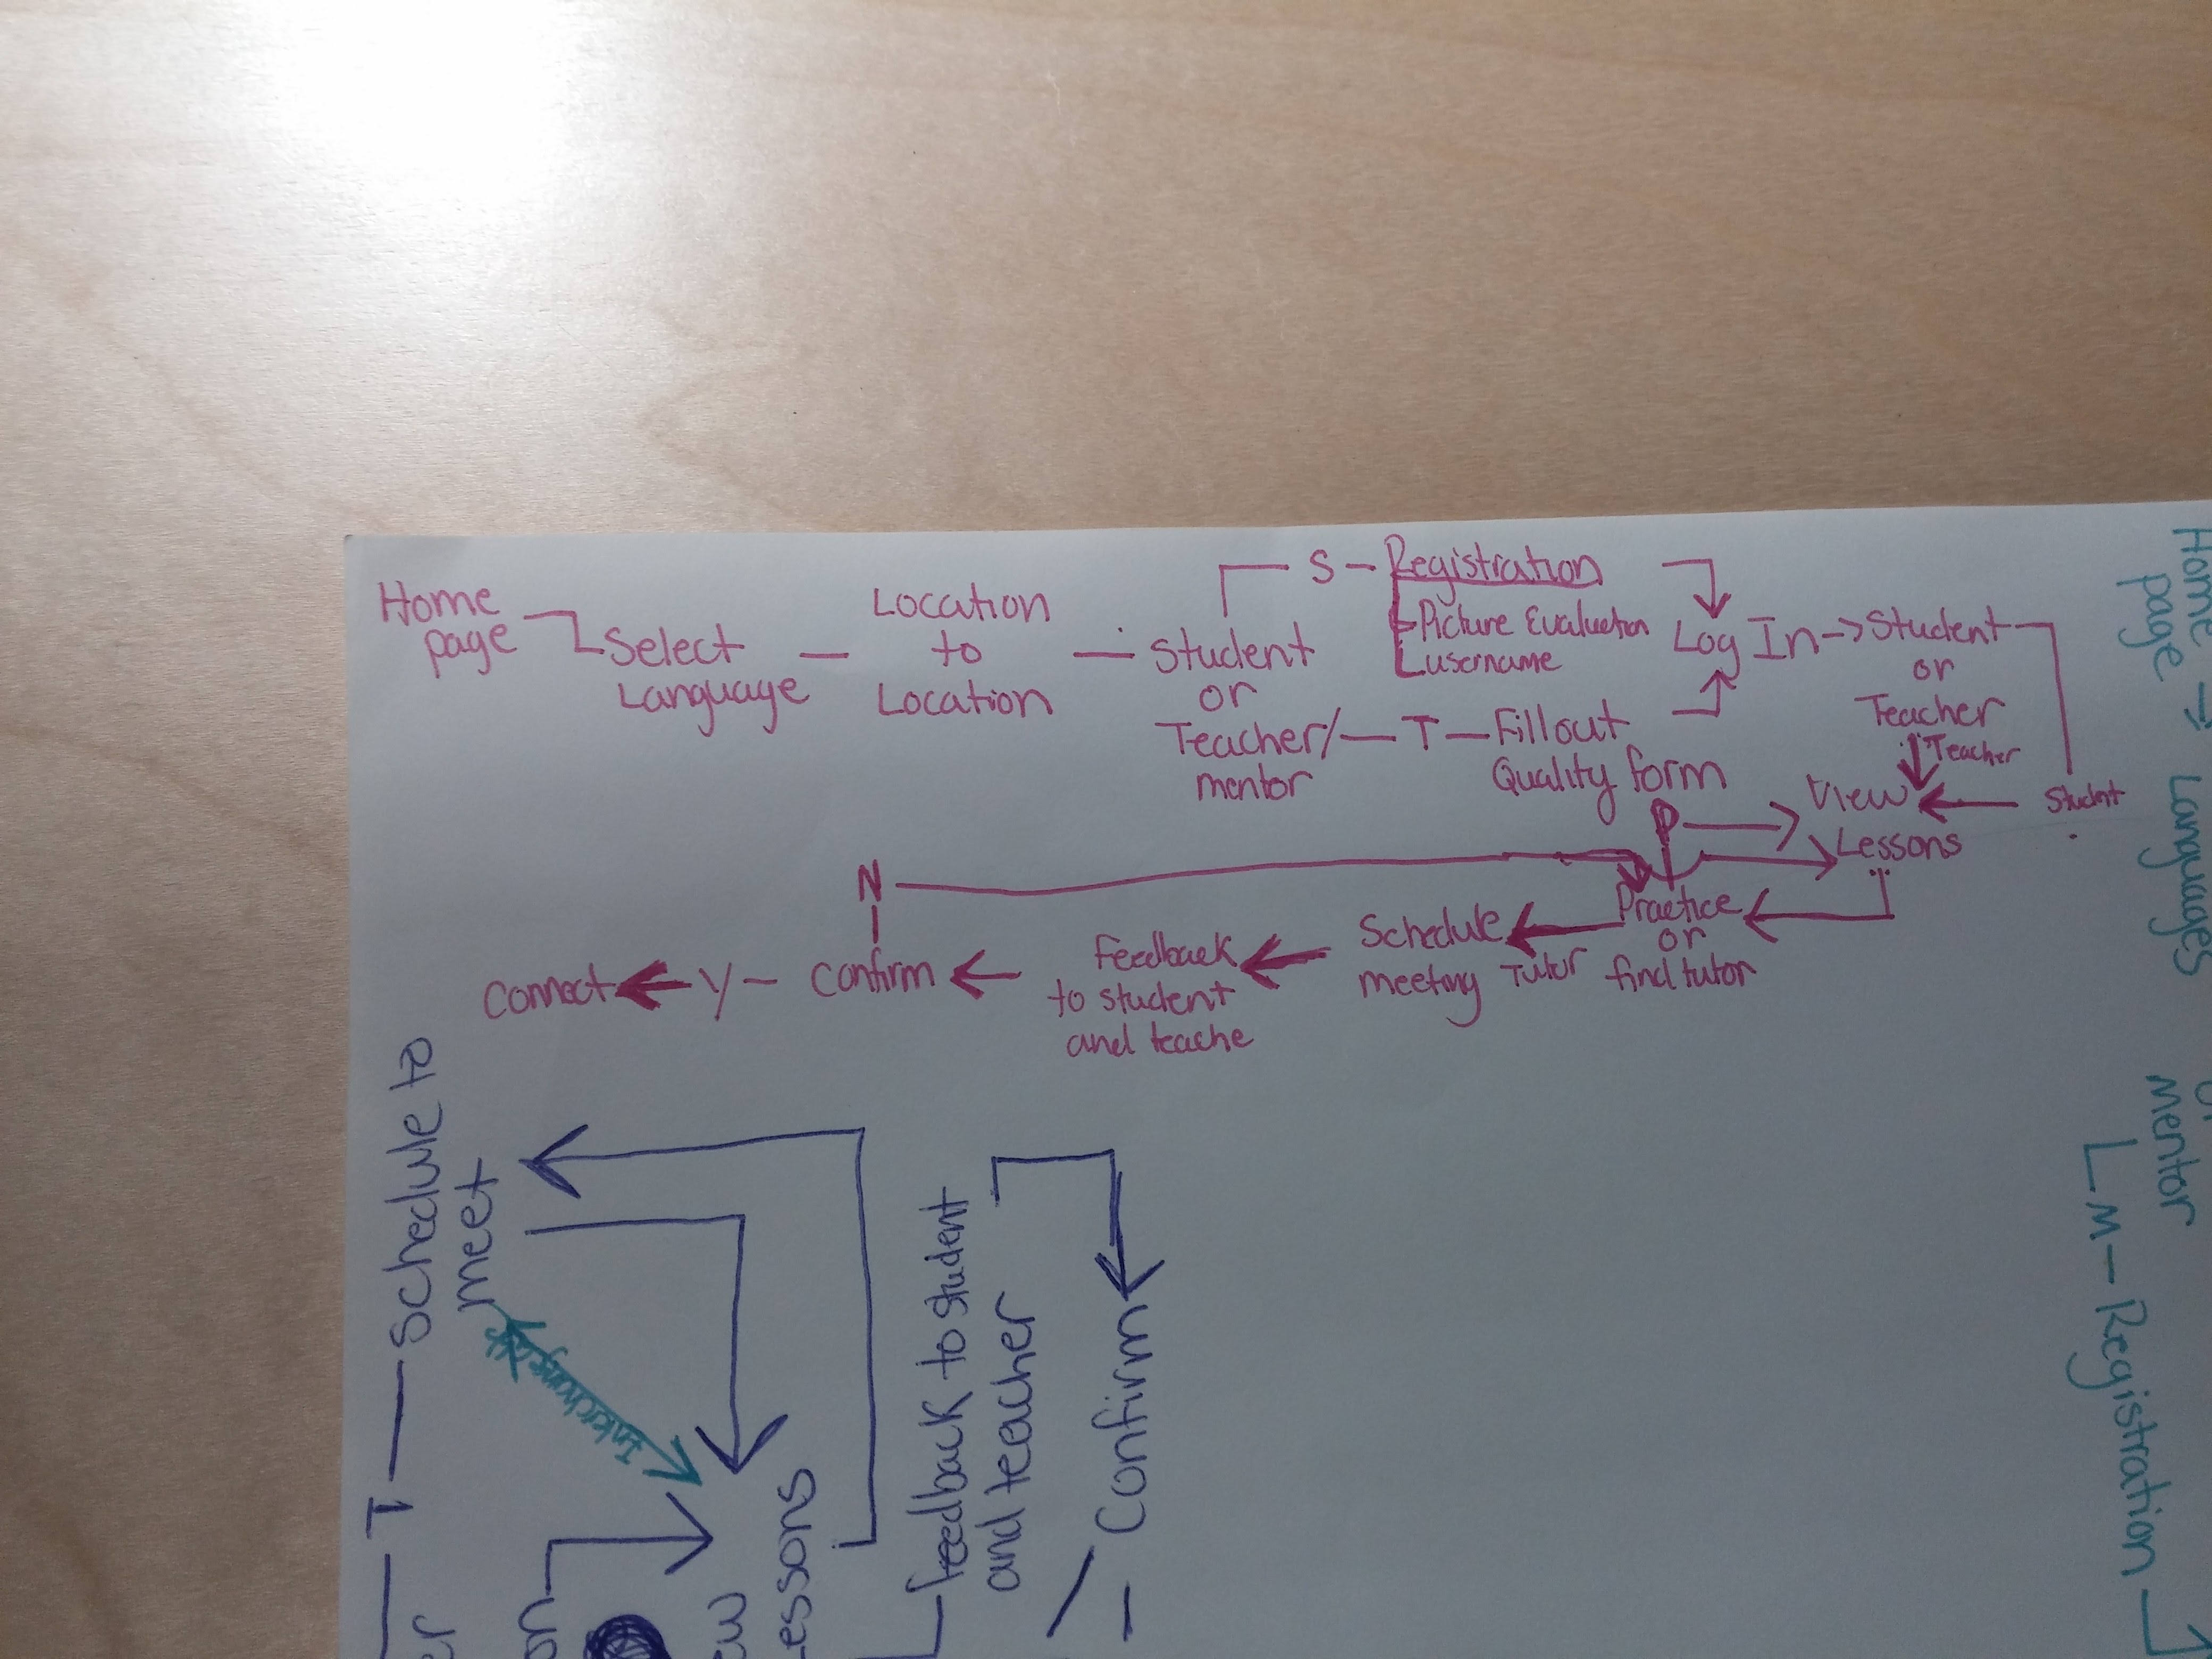 Home
page
Select
Language
Location
to
Location
Student
or
Teacher/
mentor
S - Registration
Picture Evaluation
username
T - Fillout
Quality form
Log In -> Student
or
Teacher
Teacher
Student
View
Lessons
P
Practice
or
find tutor
Tutor
Schedule
meeting
Feedback
to student
and teache
Confirm
N
Y
Connect
T - Schedule to
meet
Interchangeable
Lessons
feedback to student
and teacher
Confirm
Home
page -> Languages
mentor
M - Registration